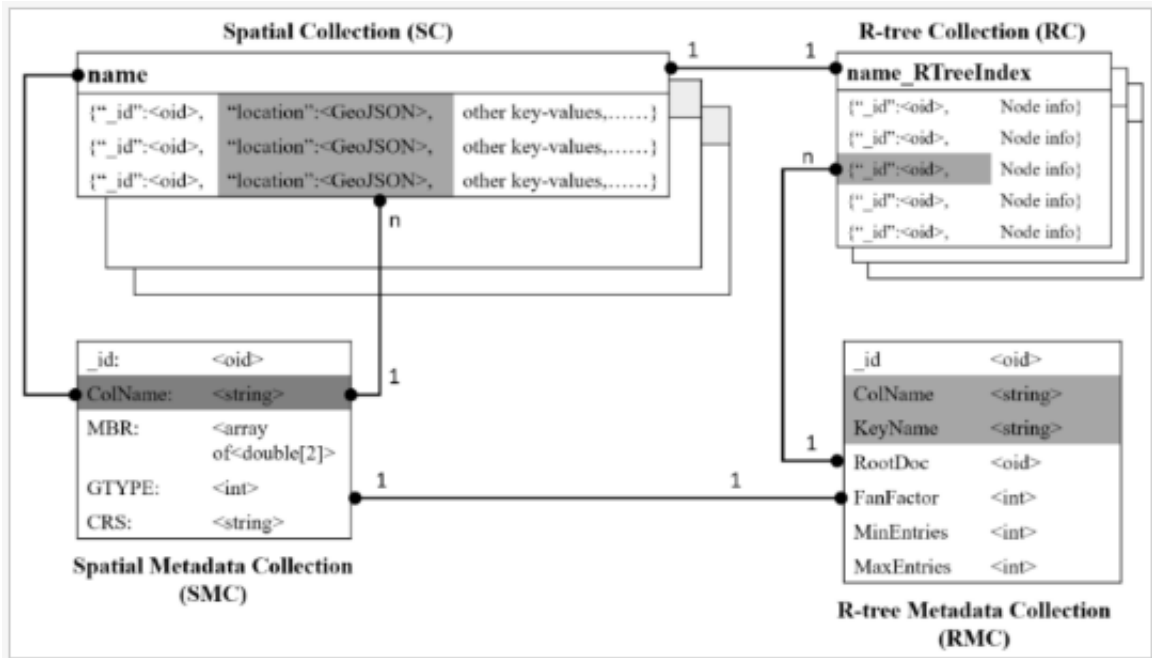 Spatial Collection (SC)
R-tree Collection (RC)
1
1
name
name_RTreeIndex
{"_id":<oid>, "location":<GeoJSON>, other key-values,......}
{"_id":<oid>, "location":<GeoJSON>, other key-values,......}
{"_id":<oid>, "location":<GeoJSON>, other key-values,......}
{"_id":<oid>, Node info}
{"_id":<oid>, Node info}
{"_id":<oid>, Node info}
{"_id":<oid>, Node info}
{"_id":<oid>, Node info}
n
n
_id: <oid>
ColName: <string>
MBR: <array
of<double[2]>
GTYPE: <int>
CRS: <string>
1
1
1
1
_id <oid>
ColName <string>
KeyName <string>
RootDoc <oid>
FanFactor <int>
MinEntries <int>
MaxEntries <int>
Spatial Metadata Collection
(SMC)
R-tree Metadata Collection
(RMC)